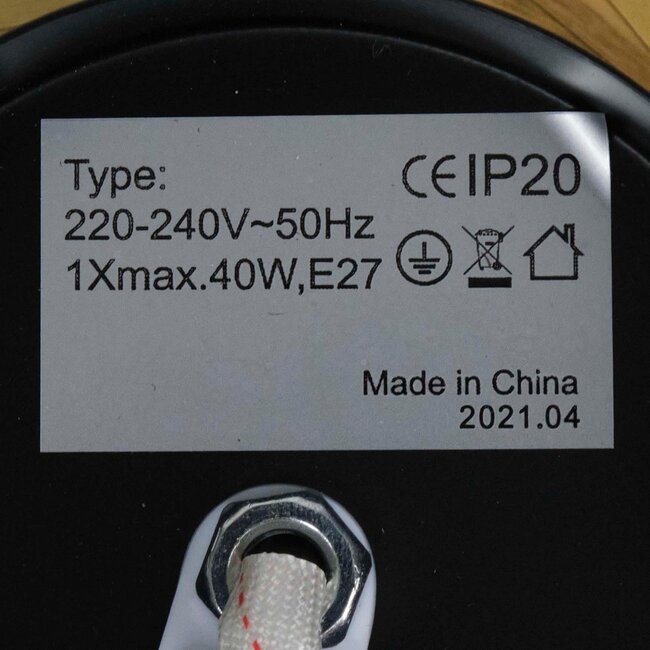 Type:
CE IP20
220-240V~50Hz
1Xmax.40W,E27
Made in China
2021.04